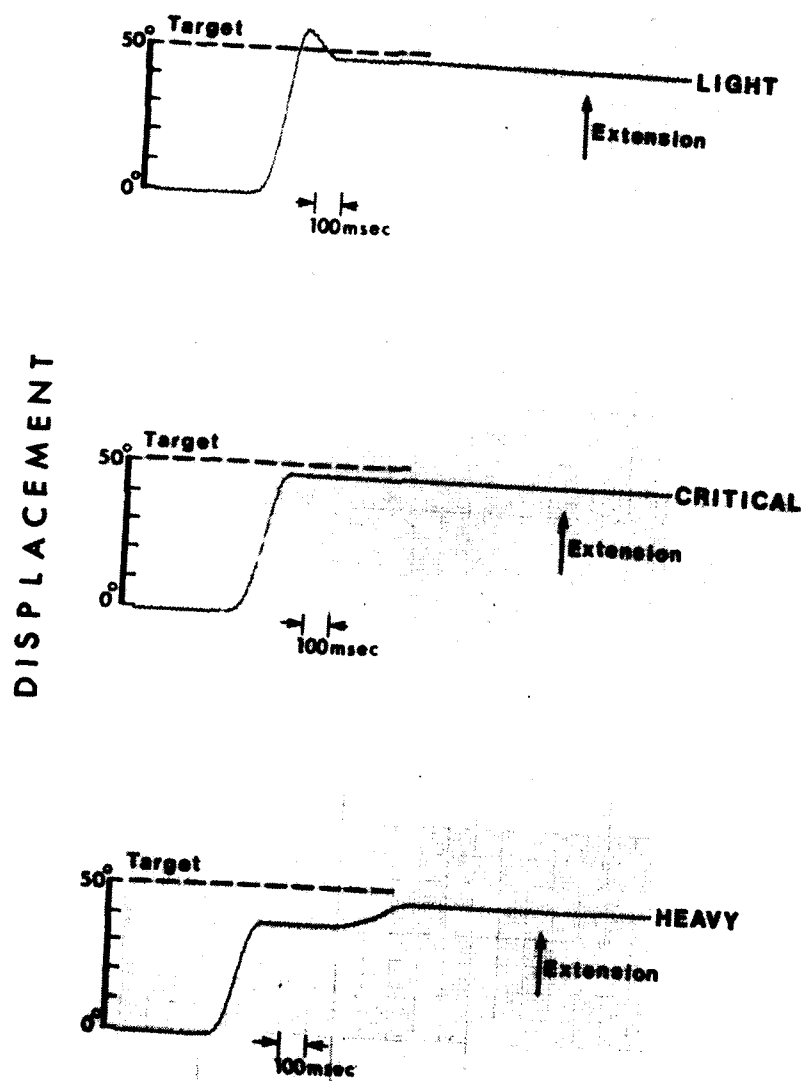 DISPLACEMENT
Target
50°
LIGHT
Extension
0°
100msec
Target
50°
CRITICAL
Extension
0°
100msec
Target
50°
HEAVY
Extension
0°
100msec